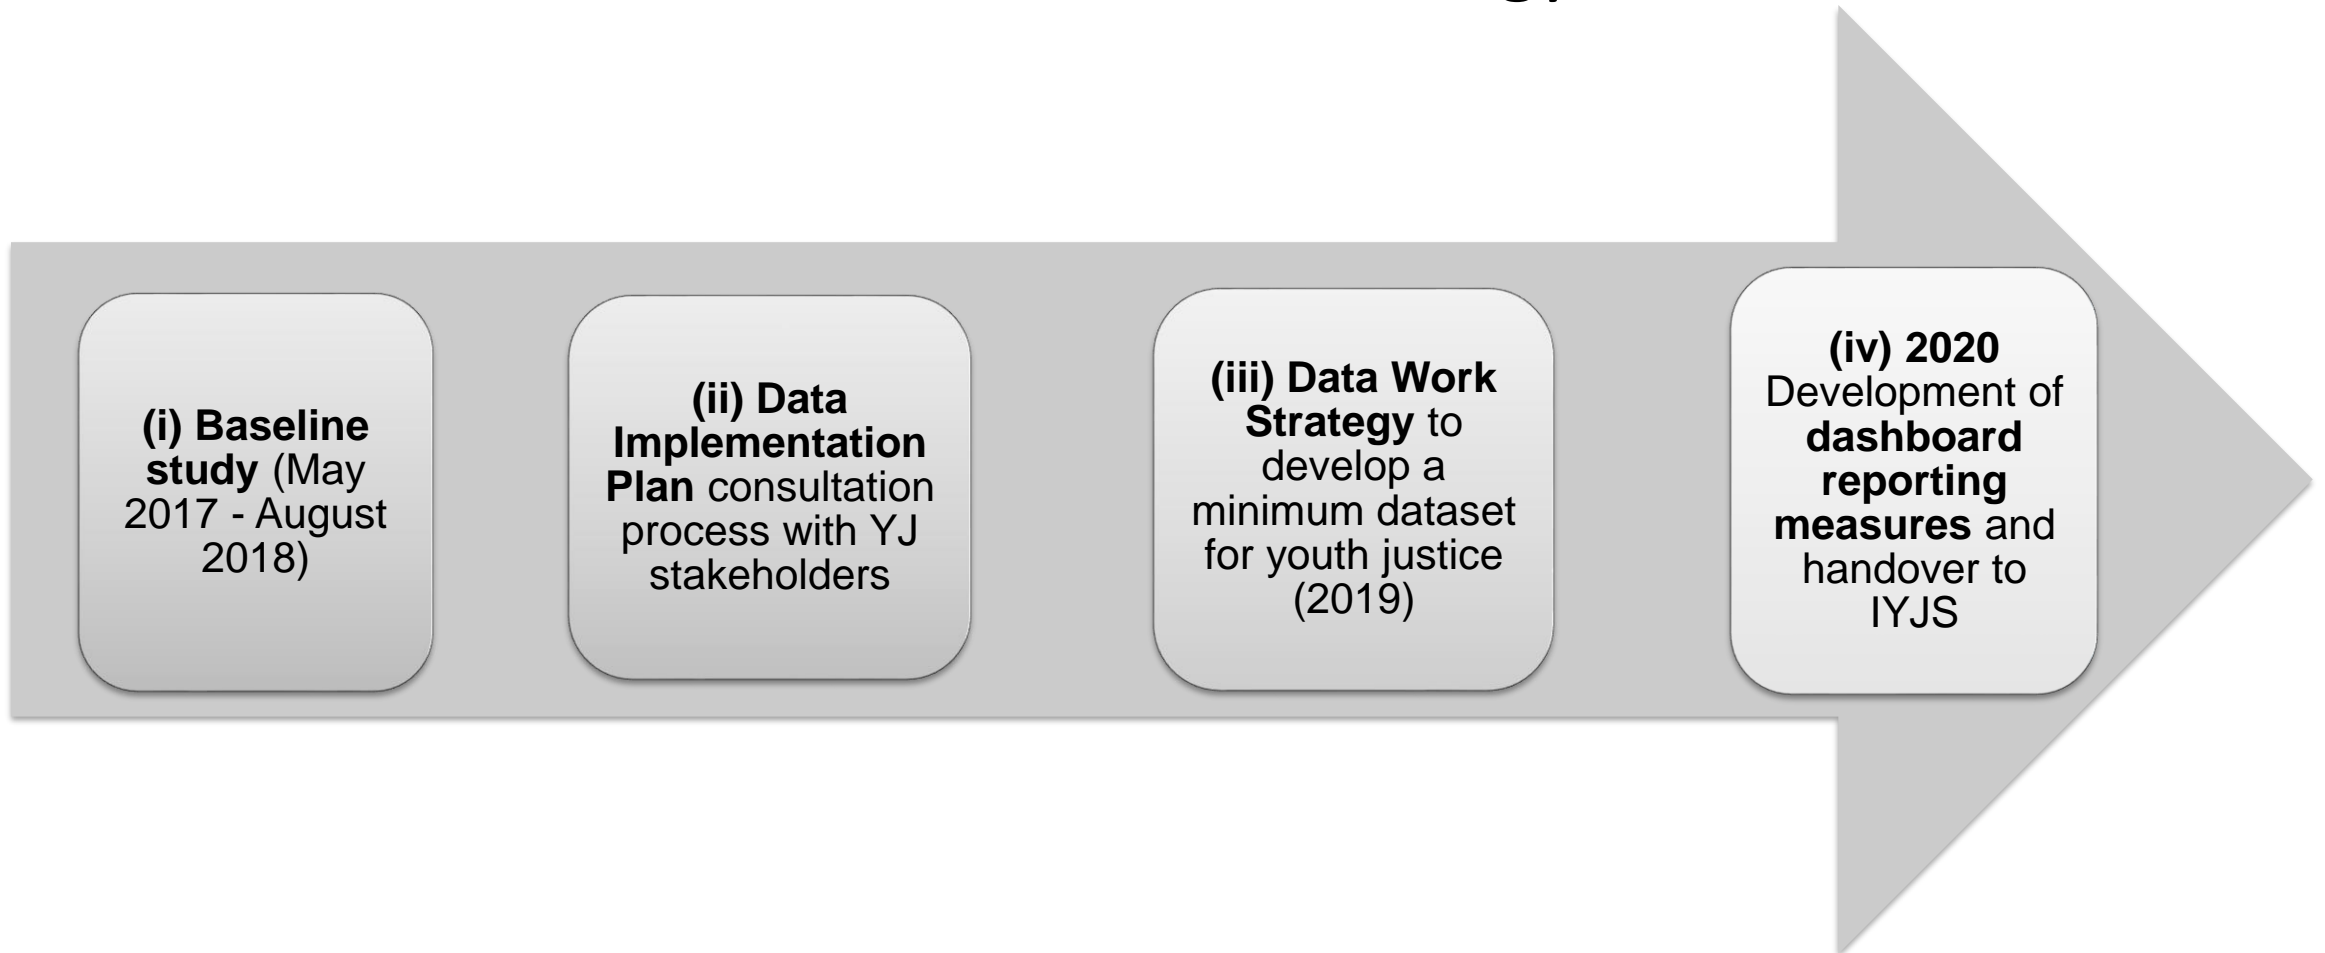 (i) Baseline
study (May
2017 - August
2018)
(ii) Data
Implementation
Plan consultation
process with YJ
stakeholders
(iii) Data Work
Strategy to
develop a
minimum dataset
for youth justice
(2019)
(iv) 2020
Development of
dashboard
reporting
measures and
handover to
IYJS